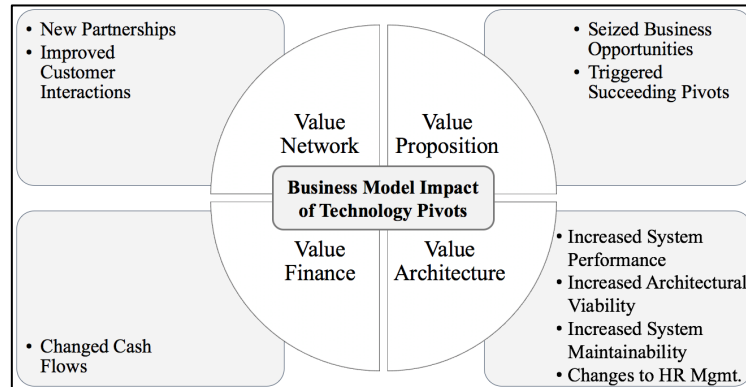 • New Partnerships
• Improved
Customer
Interactions
• Seized Business
Opportunities
• Triggered
Succeeding Pivots
Value
Network
Value
Proposition
Business Model Impact
of Technology Pivots
Value
Finance
Value
Architecture
• Changed Cash
Flows
• Increased System
Performance
• Increased Architectural
Viability
• Increased System
Maintainability
• Changes to HR Mgmt.